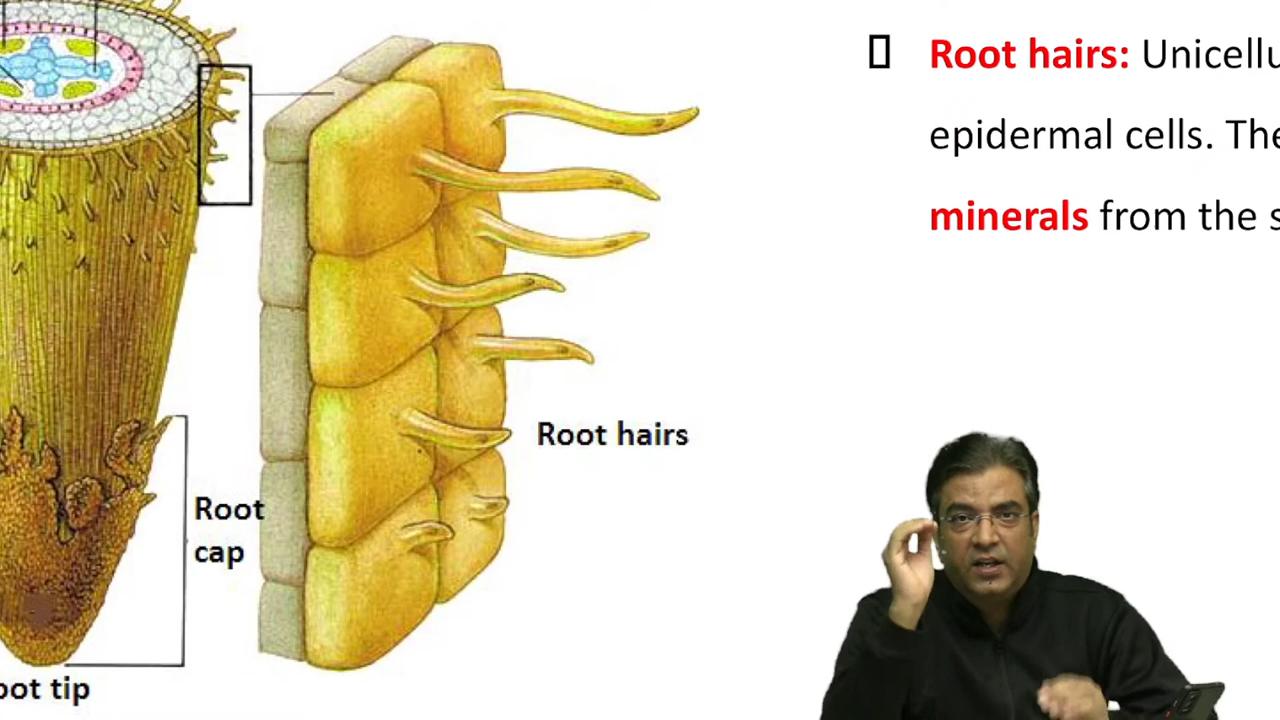 Root hairs: Unicellu
epidermal cells. The
minerals from the s
Root hairs
Root
cap
oot tip